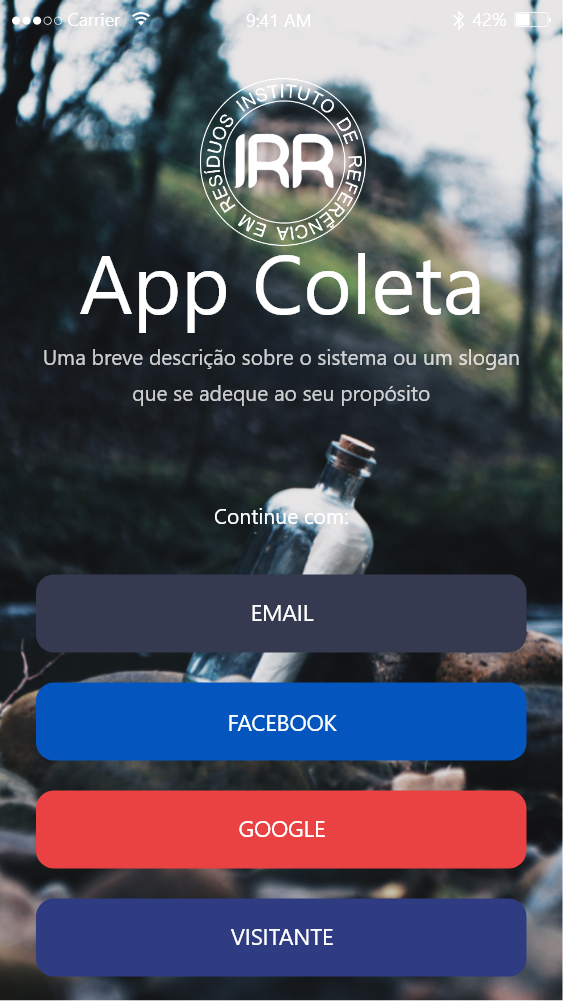 Carrier 9:41 AM 42%
INSTITUTO DE REFERÊNCIA EM RESÍDUOS
IRR
App Coleta
Uma breve descrição sobre o sistema ou um slogan
que se adeque ao seu propósito
Continue com:
EMAIL
FACEBOOK
GOOGLE
VISITANTE